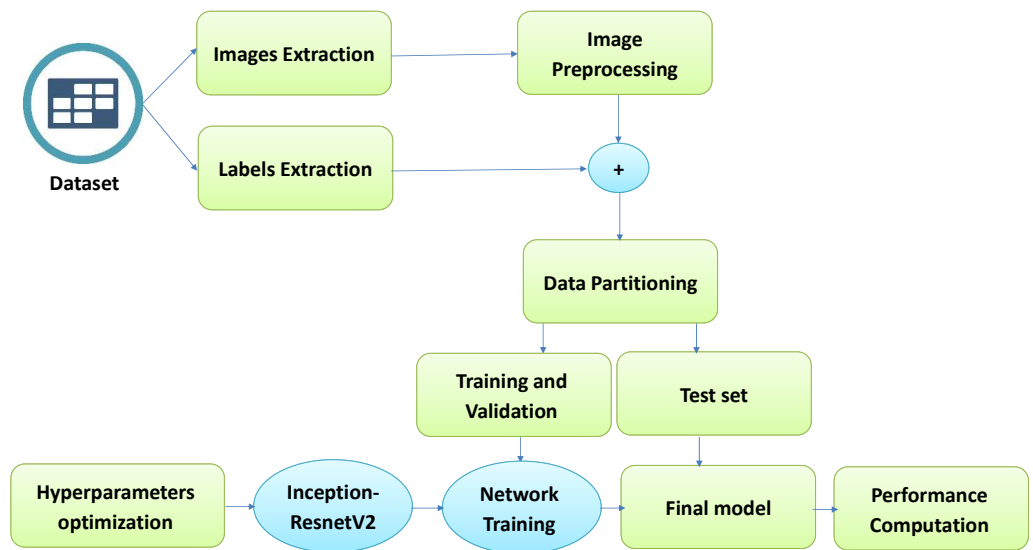 Images Extraction
Image
Preprocessing
Dataset
Labels Extraction
+
Data Partitioning
Training and
Validation
Test set
Hyperparameters
optimization
Inception-
ResnetV2
Network
Training
Final model
Performance
Computation